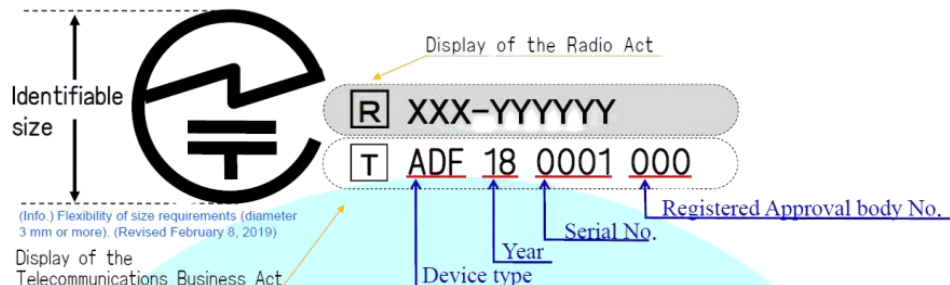 Display of the Radio Act
Identifiable
size
R XXX-YYYYYY
T ADF 18 0001 000
(Info.) Flexibility of size requirements (diameter
3 mm or more). (Revised February 8, 2019)
Registered Approval body No.
Serial No.
Year
Device type
Display of the
Telecommunications Business Act